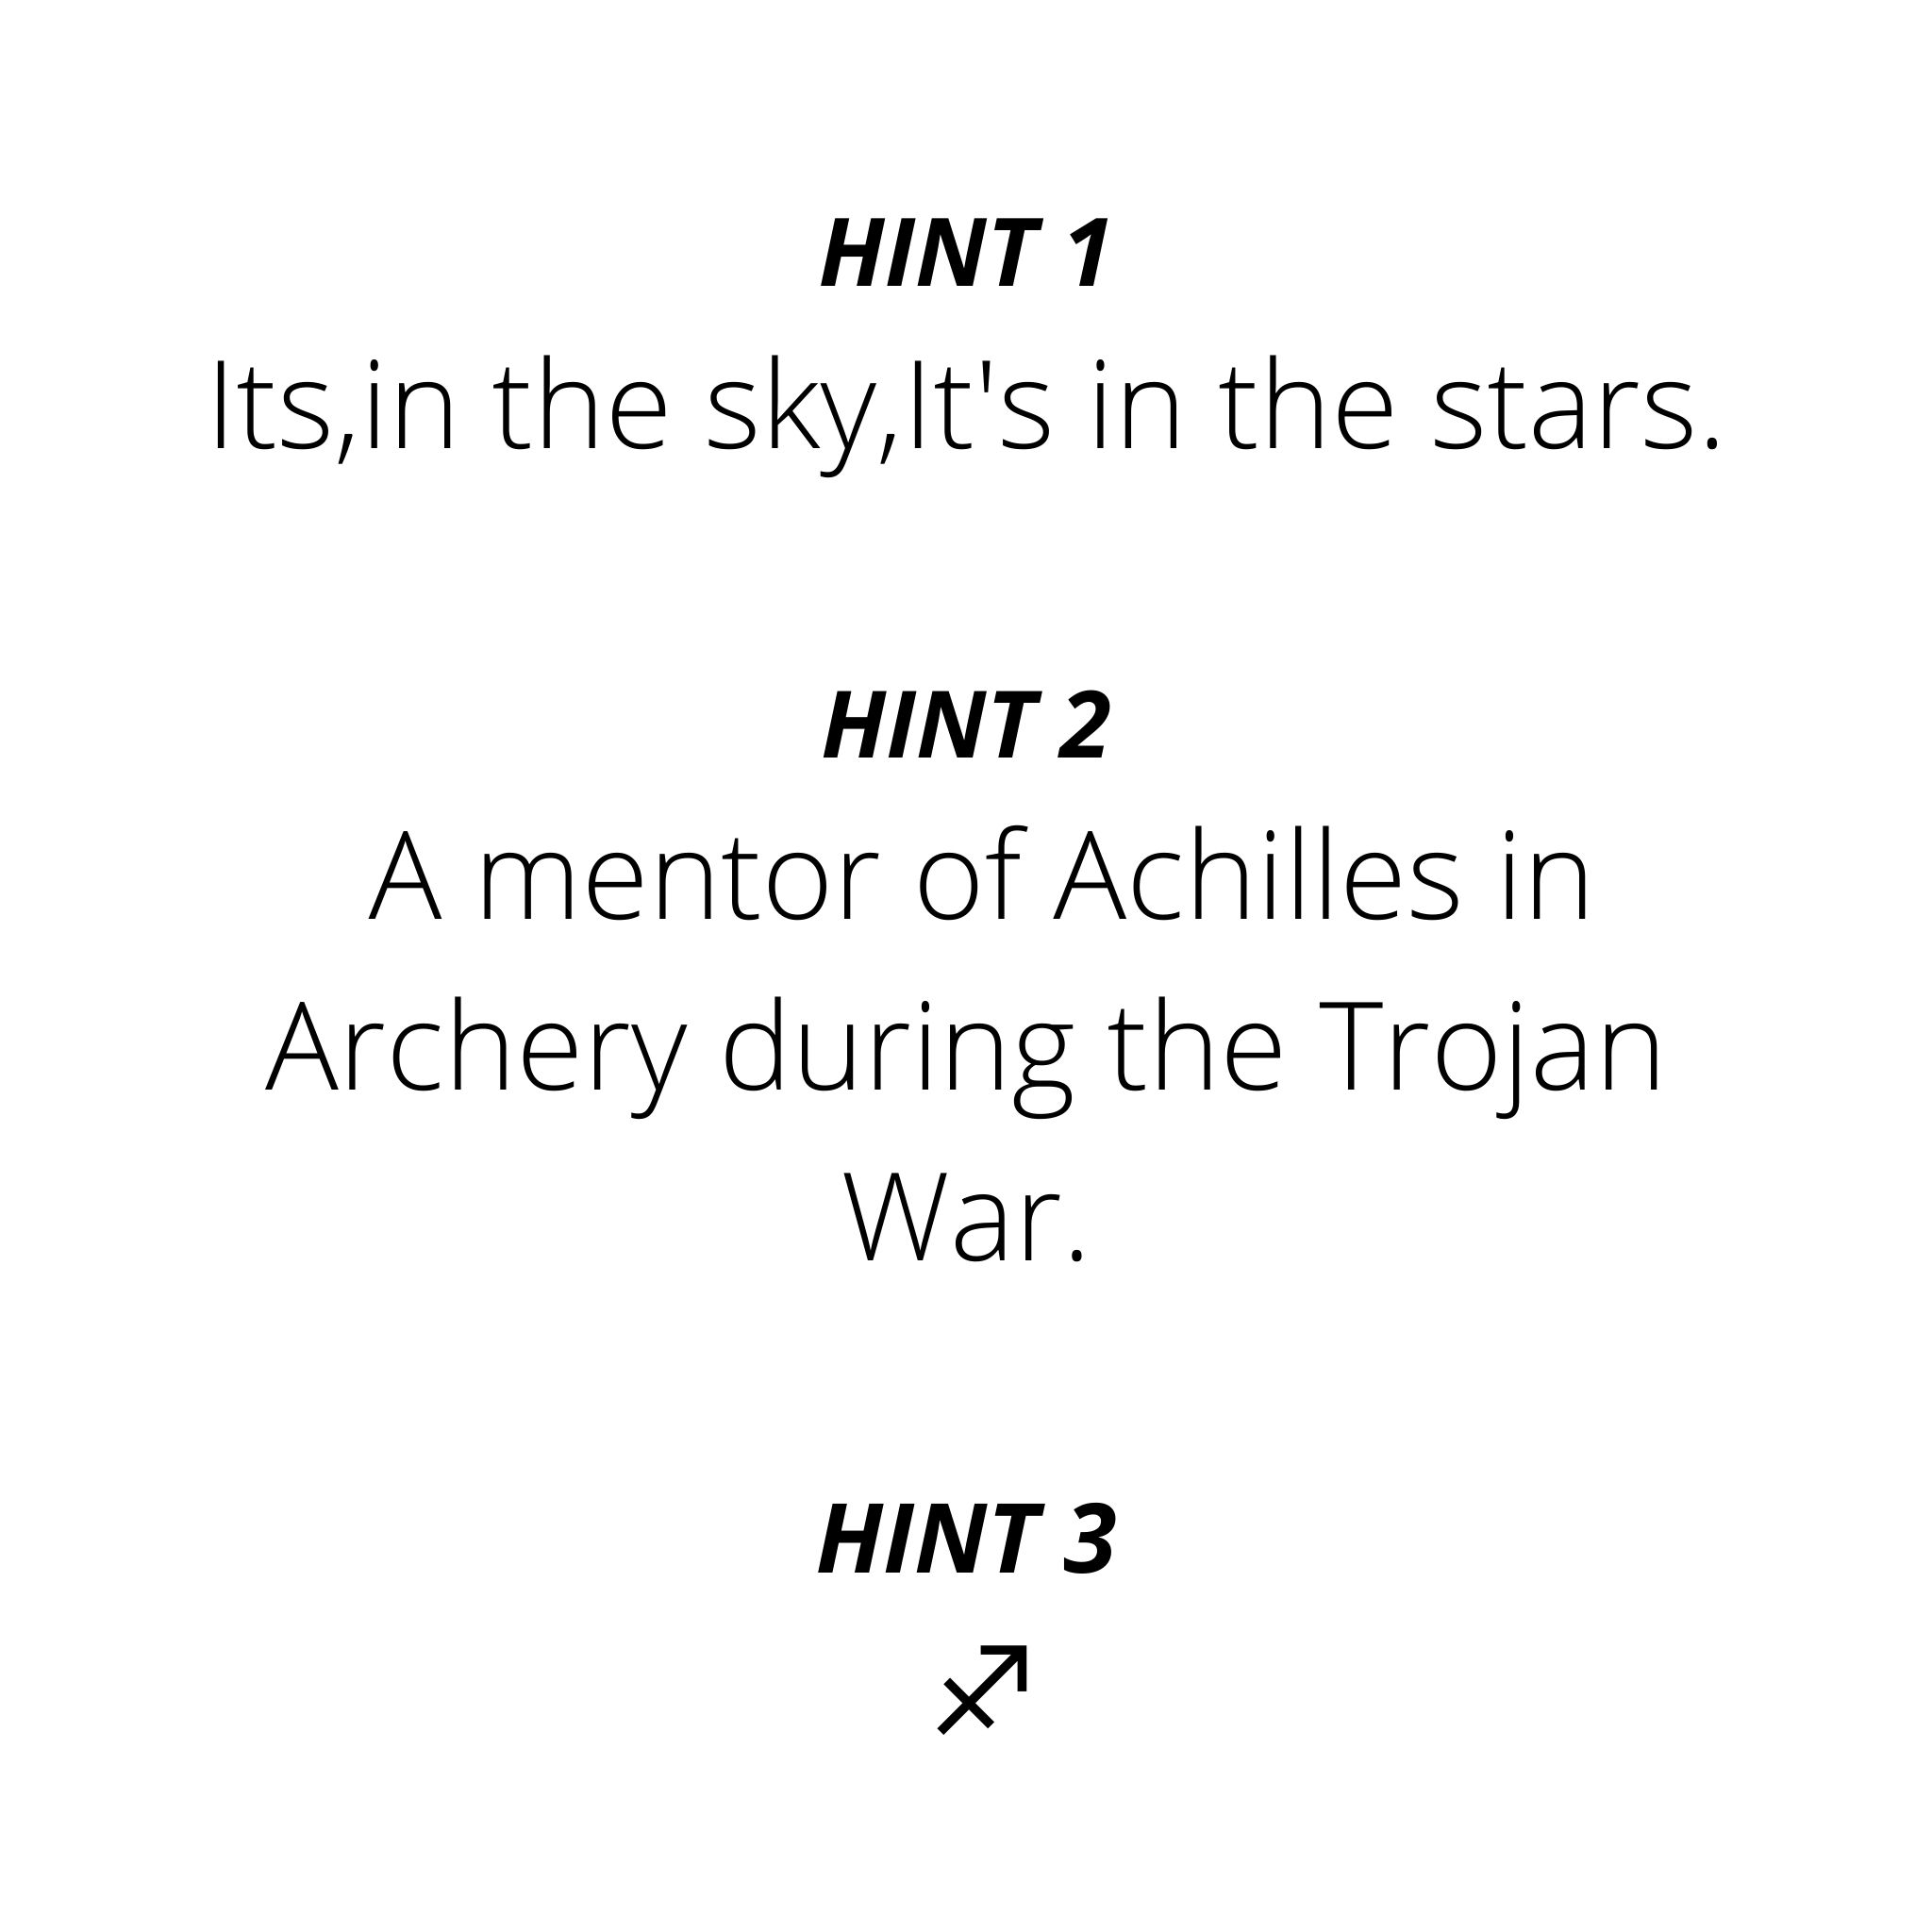 HINT 1
Its,in the sky,It's in the stars.
HINT 2
A mentor of Achilles in
Archery during the Trojan
War.
HINT 3
♐